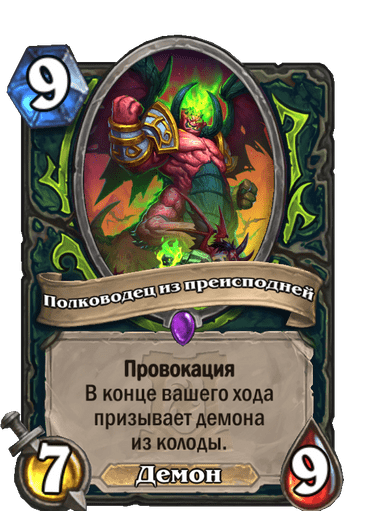 9
Полководец из преисподней
Провокация
В конце вашего хода
призывает демона
из колоды.
7
Демон
9